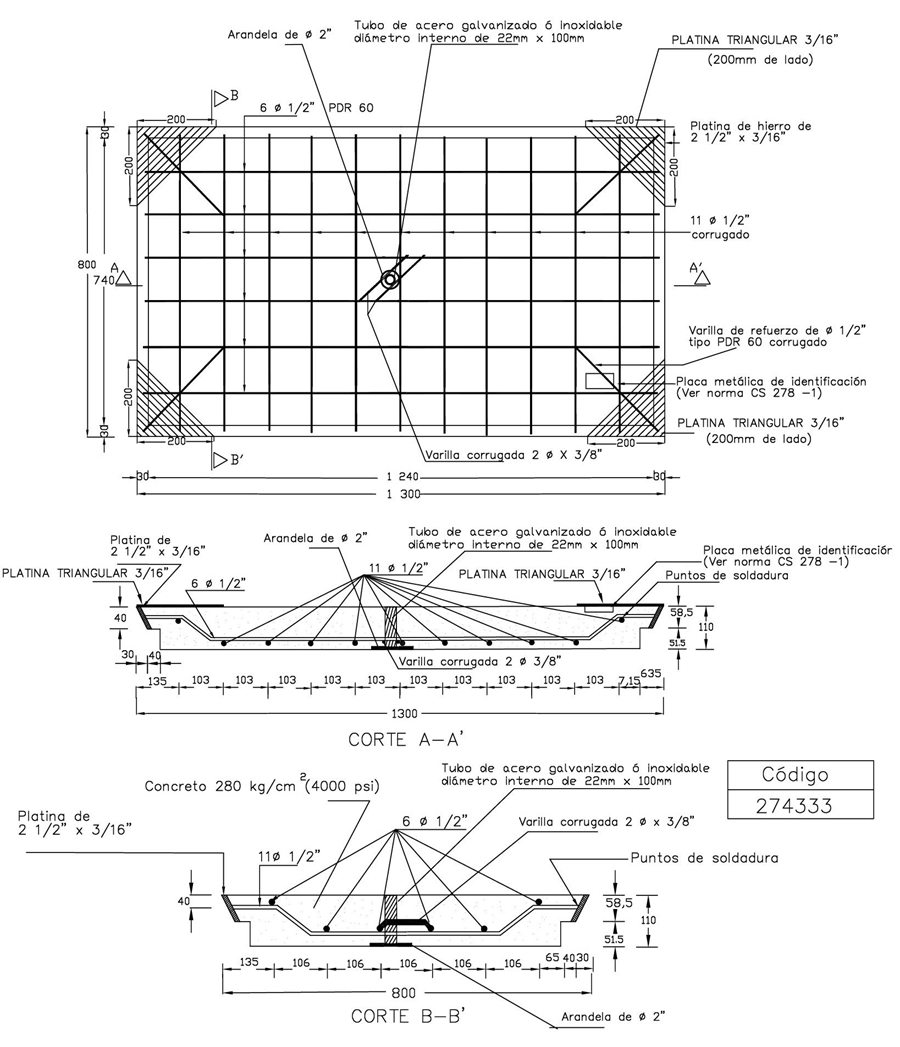 Arandela de ø 2"
Tubo de acero galvanizado ó inoxidable
diámetro interno de 22mm x 100mm
PLATINA TRIANGULAR 3/16"
(200mm de lado)
B
6 ø 1/2" PDR 60
200
200
Platina de hierro de
2 1/2" x 3/16"
30
200
200
11 ø 1/2"
corrugado
800
740
A
A'
Varilla de refuerzo de ø 1/2"
tipo PDR 60 corrugado
Placa metálica de identificación
(Ver norma CS 278 -1)
200
PLATINA TRIANGULAR 3/16"
(200mm de lado)
30
200
200
B'
Varilla corrugada 2 ø X 3/8"
30
1 240
30
1 300
Platina de
2 1/2" x 3/16"
Arandela de ø 2"
Tubo de acero galvanizado ó inoxidable
diámetro interno de 22mm x 100mm
Placa metálica de identificación
(Ver norma CS 278 -1)
PLATINA TRIANGULAR 3/16"
6 ø 1/2"
11 ø 1/2"
PLATINA TRIANGULAR 3/16"
Puntos de soldadura
40
58,5
110
51.5
30
40
Varilla corrugada 2 ø 3/8"
135
103
103
103
103
103
103
103
103
103
7,15
635
1300
CORTE A-A'
Concreto 280 kg/cm2 (4000 psi)
Tubo de acero galvanizado ó inoxidable
diámetro interno de 22mm x 100mm
Código
274333
Platina de
2 1/2" x 3/16"
6 ø 1/2"
Varilla corrugada 2 ø x 3/8"
11ø 1/2"
Puntos de soldadura
40
58,5
110
51.5
135
106
106
106
106
106
65
40
30
800
CORTE B-B'
Arandela de ø 2"